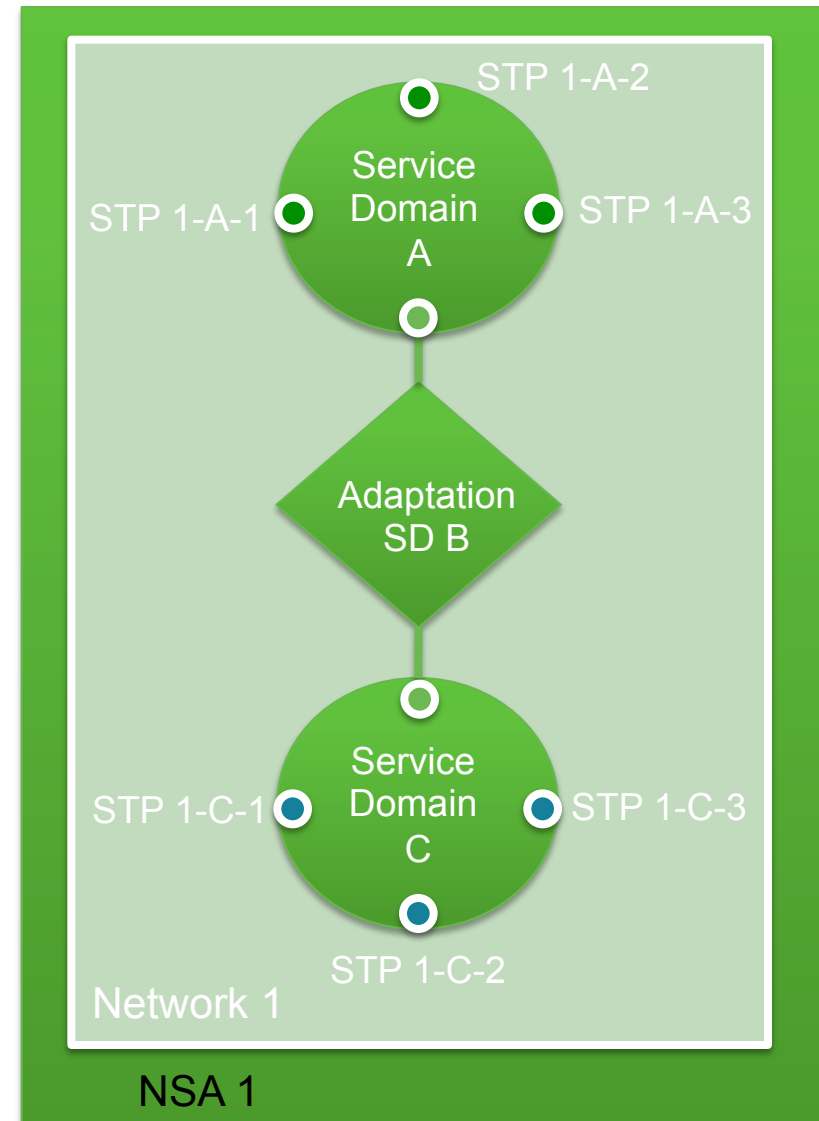 STP 1-A-2
Service
Domain
A
STP 1-A-1
STP 1-A-3
Adaptation
SD B
Service
Domain
C
STP 1-C-1
STP 1-C-3
STP 1-C-2
Network 1
NSA 1